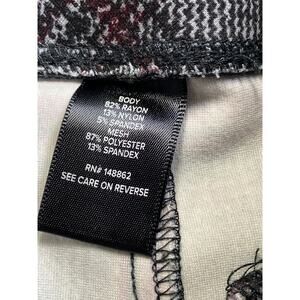 BODY
82% RAYON
13% NYLON
5% SPANDEX
MESH
87% POLYESTER
13% SPANDEX
RN# 148862
SEE CARE ON REVERSE